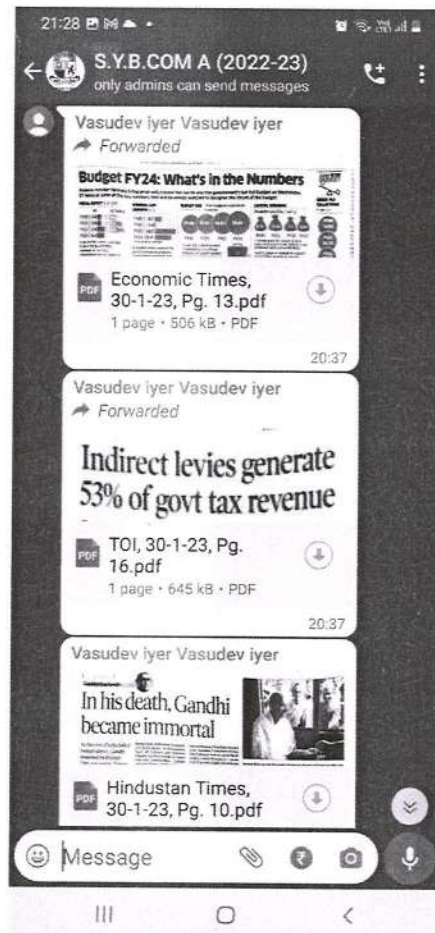 21:28
S.Y.B.COM A (2022-23)
only admins can send messages
Vasudev iyer Vasudev iyer
Forwarded
Budget FY24: What's in the Numbers
PDF
Economic Times,
30-1-23, Pg. 13.pdf
1 page • 506 kB • PDF
20:37
Vasudev iyer Vasudev iyer
Forwarded
Indirect levies generate
53% of govt tax revenue
PDF
TOI, 30-1-23, Pg.
16.pdf
1 page • 645 kB • PDF
20:37
Vasudev iyer Vasudev iyer
In his death, Gandhi
became immortal
PDF
Hindustan Times,
30-1-23, Pg. 10.pdf
Message